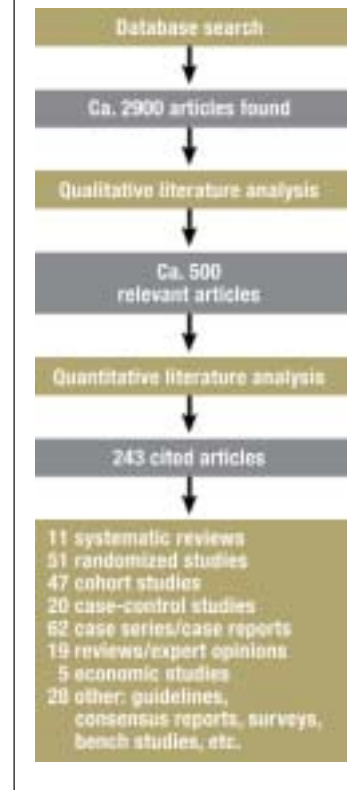 Database search
Ca. 2900 articles found
Qualitative literature analysis
Ca. 500
relevant articles
Quantitative literature analysis
243 cited articles
11 systematic reviews
51 randomized studies
47 cohort studies
20 case-control studies
62 case series/case reports
19 reviews/expert opinions
5 economic studies
28 other: guidelines,
consensus reports, surveys,
bench studies, etc.